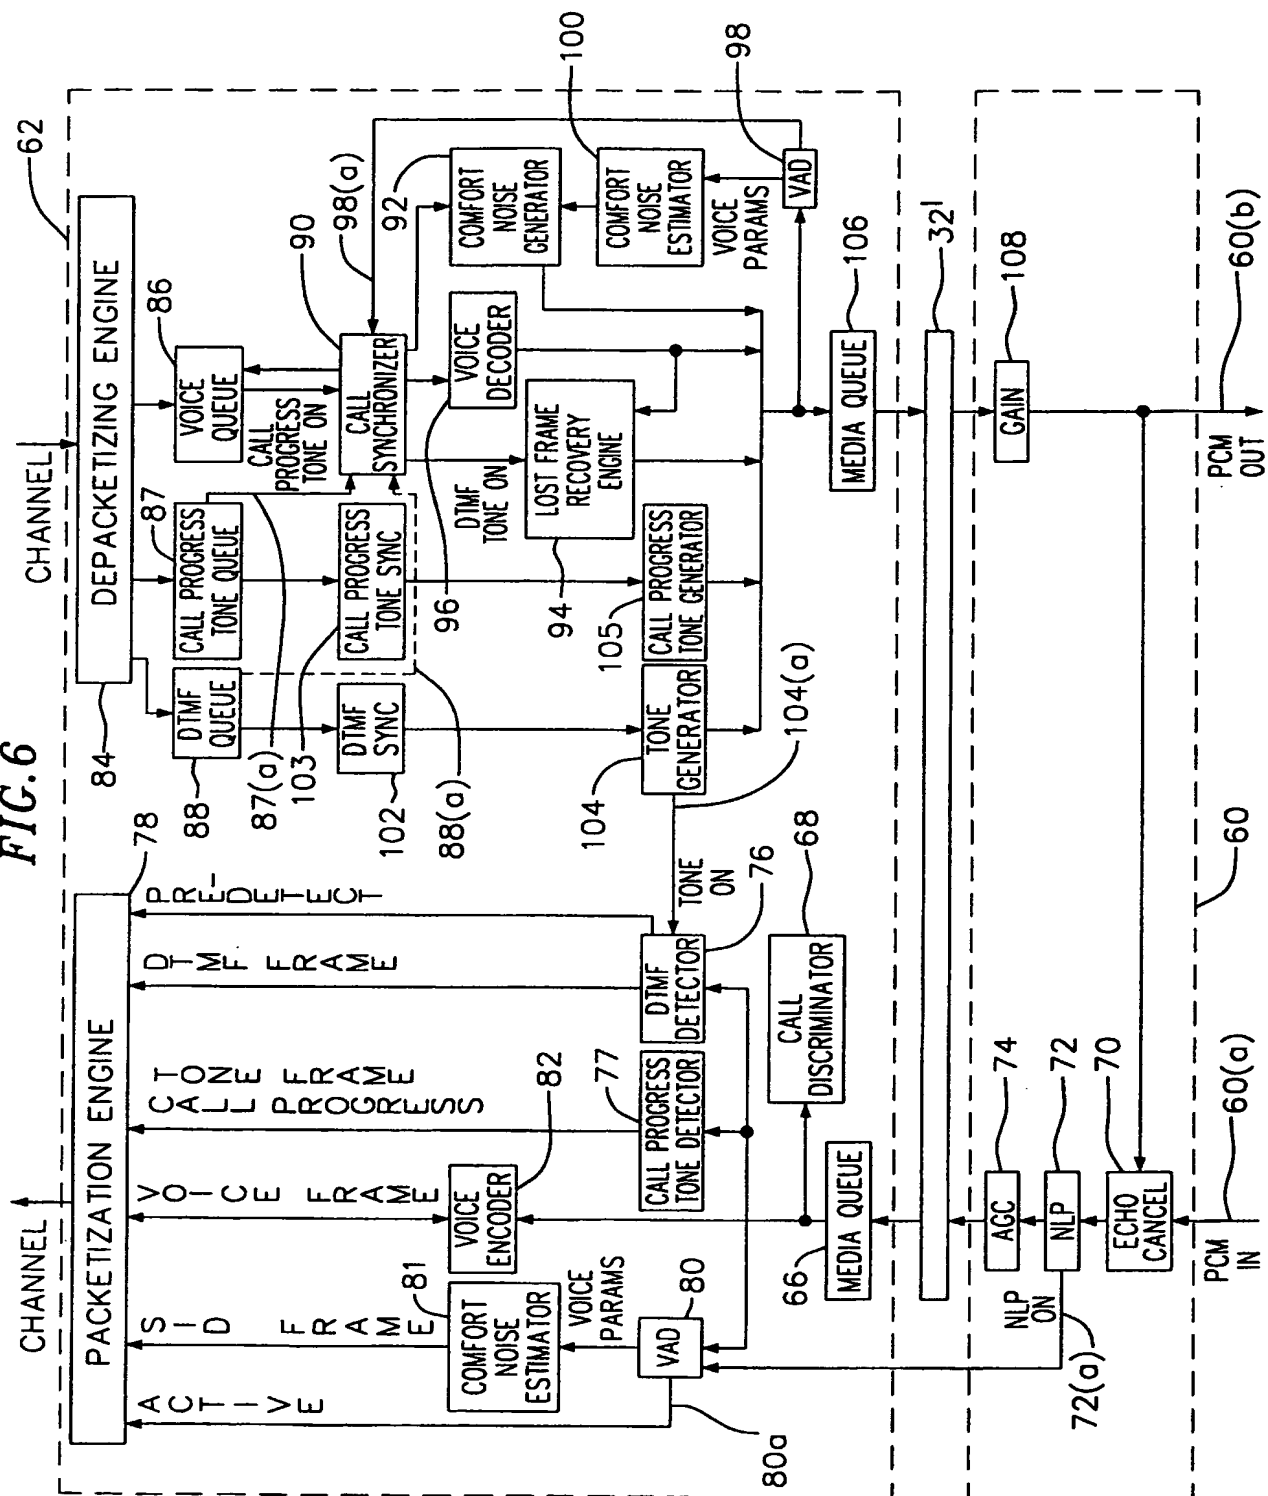 FIG.6
CHANNEL
CHANNEL
62
78
84
PACKETIZATION ENGINE
DEPACKETIZING ENGINE
ACTIVE
SID FRAME
VOICE FRAME
CALL PROGRESS
TONE FRAME
DTMF FRAME
PRE-DETECT
88
DTMF
QUEUE
87
CALL PROGRESS
TONE QUEUE
86
VOICE
QUEUE
87(a)
CALL
PROGRESS
TONE ON
90
98(a)
103
102
DTMF
SYNC
CALL PROGRESS
TONE SYNC
CALL
SYNCHRONIZER
88(a)
92
96
DTMF
TONE ON
81
COMFORT
NOISE
ESTIMATOR
VOICE
ENCODER
82
VOICE
DECODER
COMFORT
NOISE
GENERATOR
94
LOST FRAME
RECOVERY
ENGINE
100
COMFORT
NOISE
ESTIMATOR
VOICE
PARAMS
VOICE
PARAMS
98
VAD
80
VAD
80a
77
CALL PROGRESS
TONE DETECTOR
DTMF
DETECTOR
76
TONE
ON
104
TONE
GENERATOR
104(a)
105
CALL PROGRESS
TONE GENERATOR
68
CALL
DISCRIMINATOR
66
MEDIA QUEUE
MEDIA QUEUE
106
32'
74
AGC
72
NLP
NLP
ON
72(a)
70
ECHO
CANCEL
GAIN
108
PCM
IN
60(a)
60
PCM
OUT
60(b)